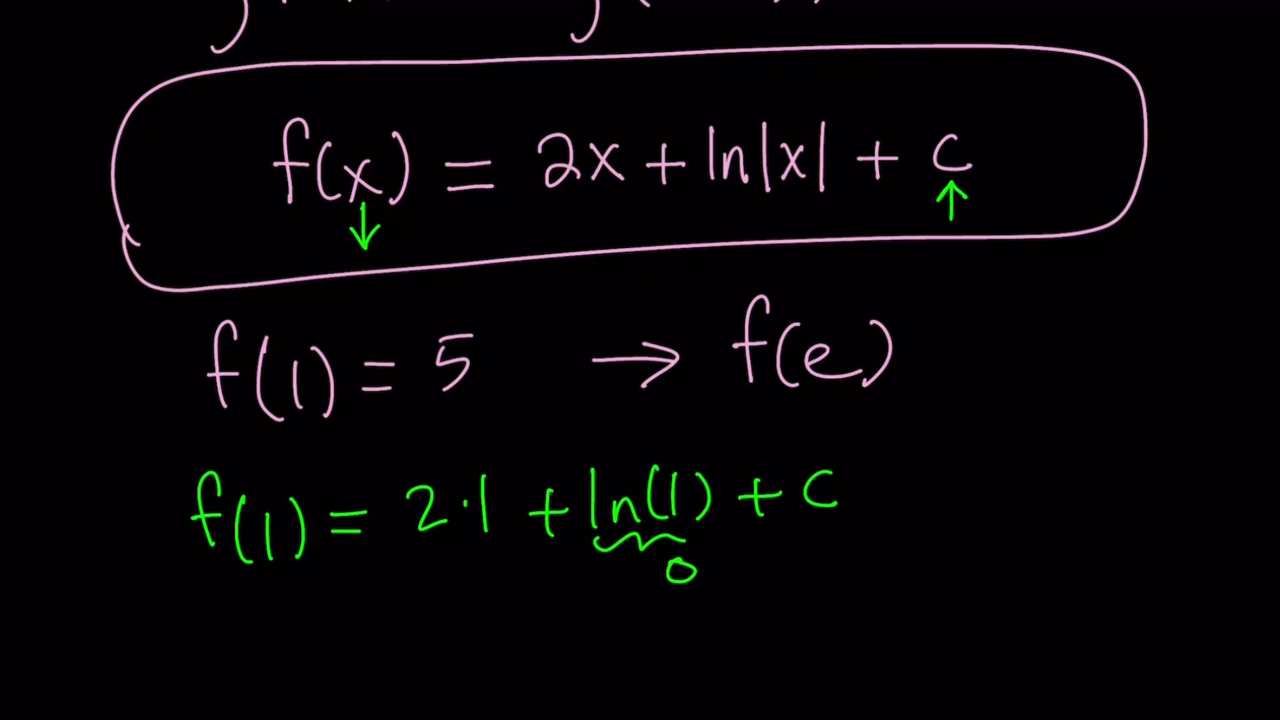 f(x) = 2x + ln|x| + c
f(1) = 5 → f(e)
f(1) = 2·1 + ln(1) + c
0